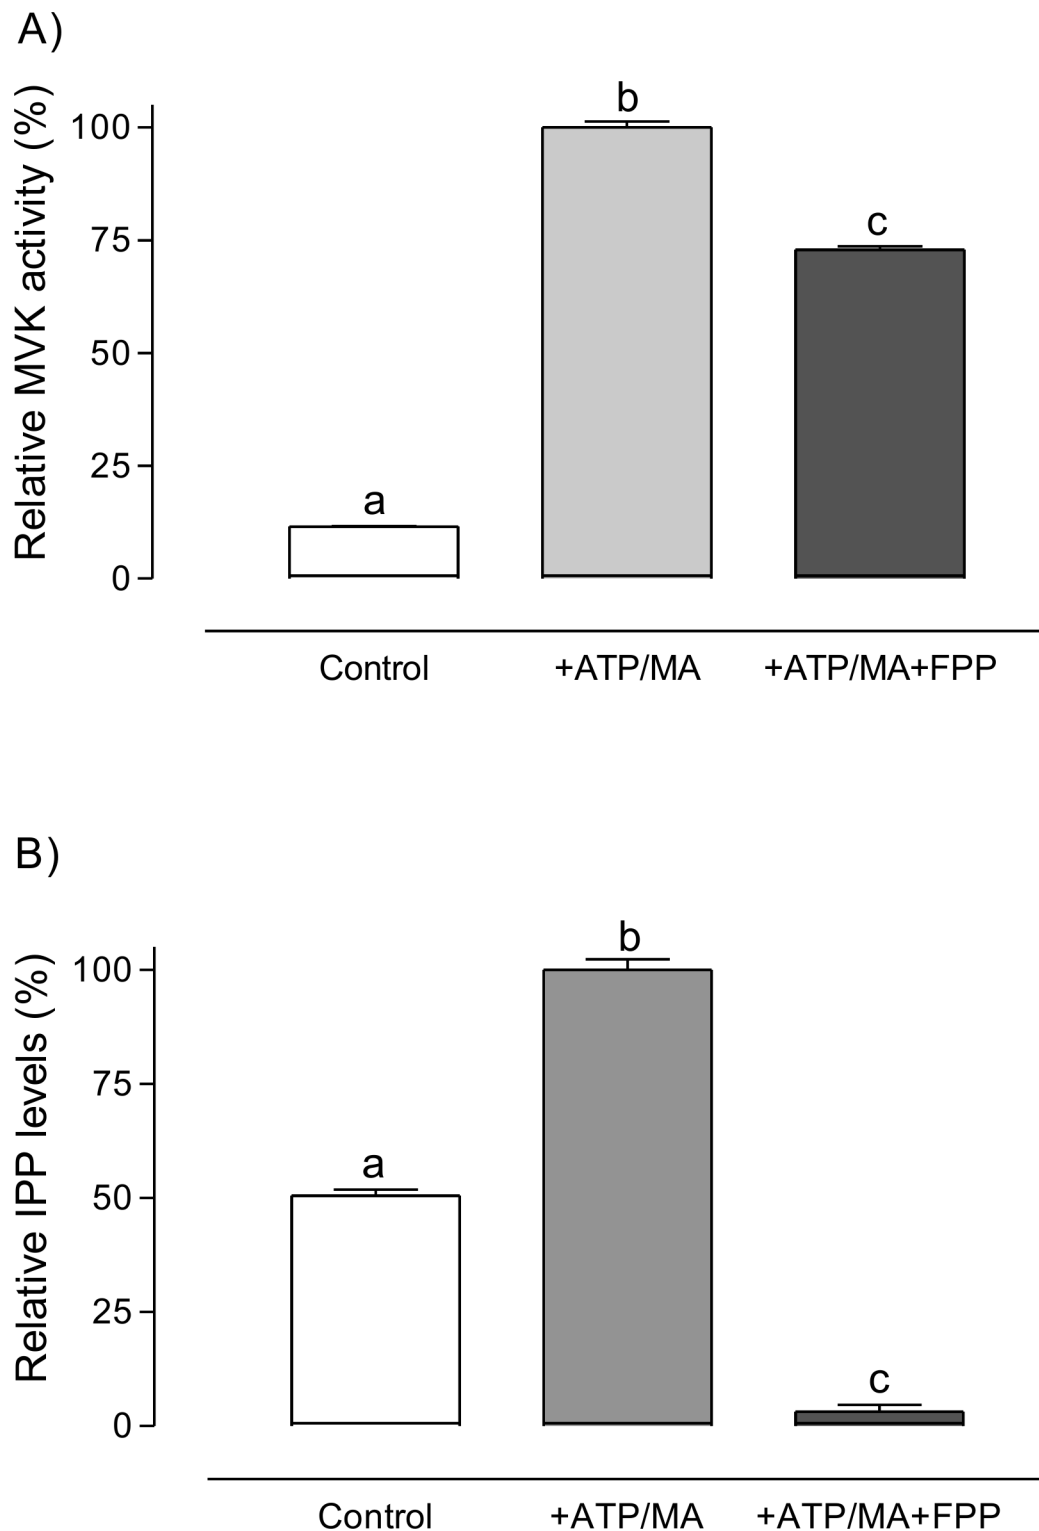 A)
Relative MVK activity (%)
100
75
50
25
0
a
b
c
Control
+ATP/MA
+ATP/MA+FPP
B)
Relative IPP levels (%)
100
75
50
25
0
a
b
c
Control
+ATP/MA
+ATP/MA+FPP